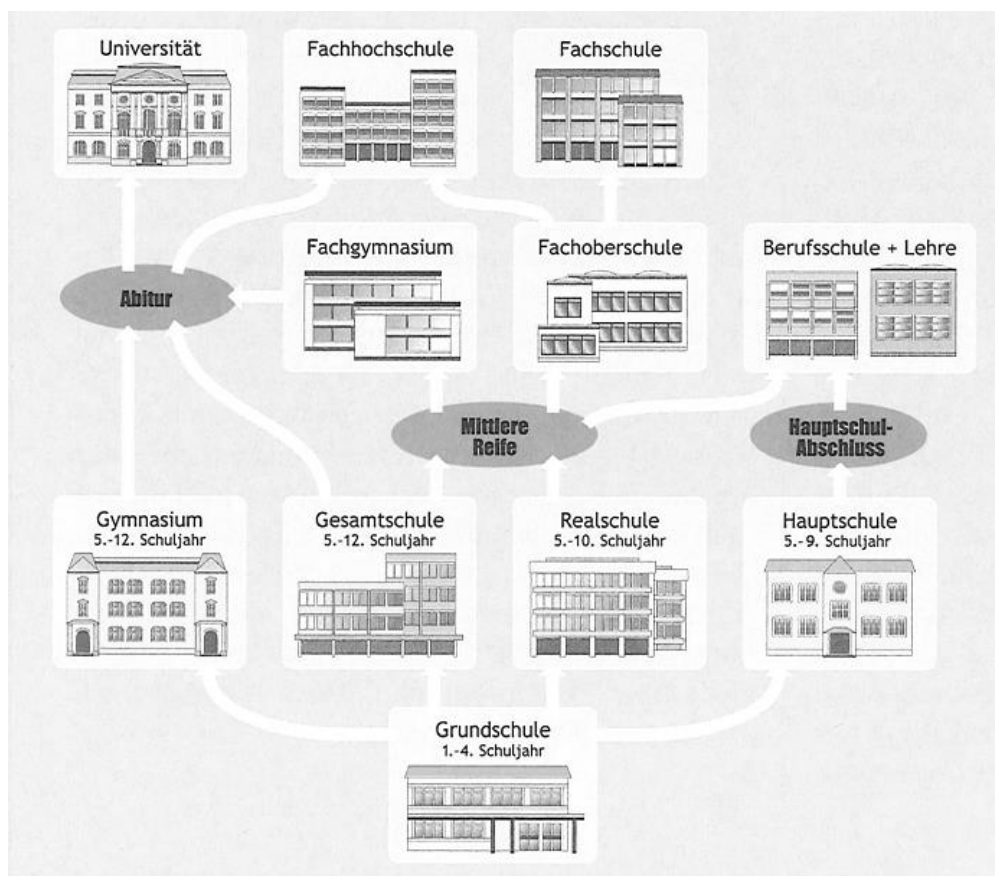 Universität
Fachhochschule
Fachschule
Fachgymnasium
Fachoberschule
Berufsschule + Lehre
Abitur
Mittlere
Reife
Hauptschul-
Abschluss
Gymnasium
5.-12. Schuljahr
Gesamtschule
5.-12. Schuljahr
Realschule
5.-10. Schuljahr
Hauptschule
5.-9. Schuljahr
Grundschule
1.-4. Schuljahr